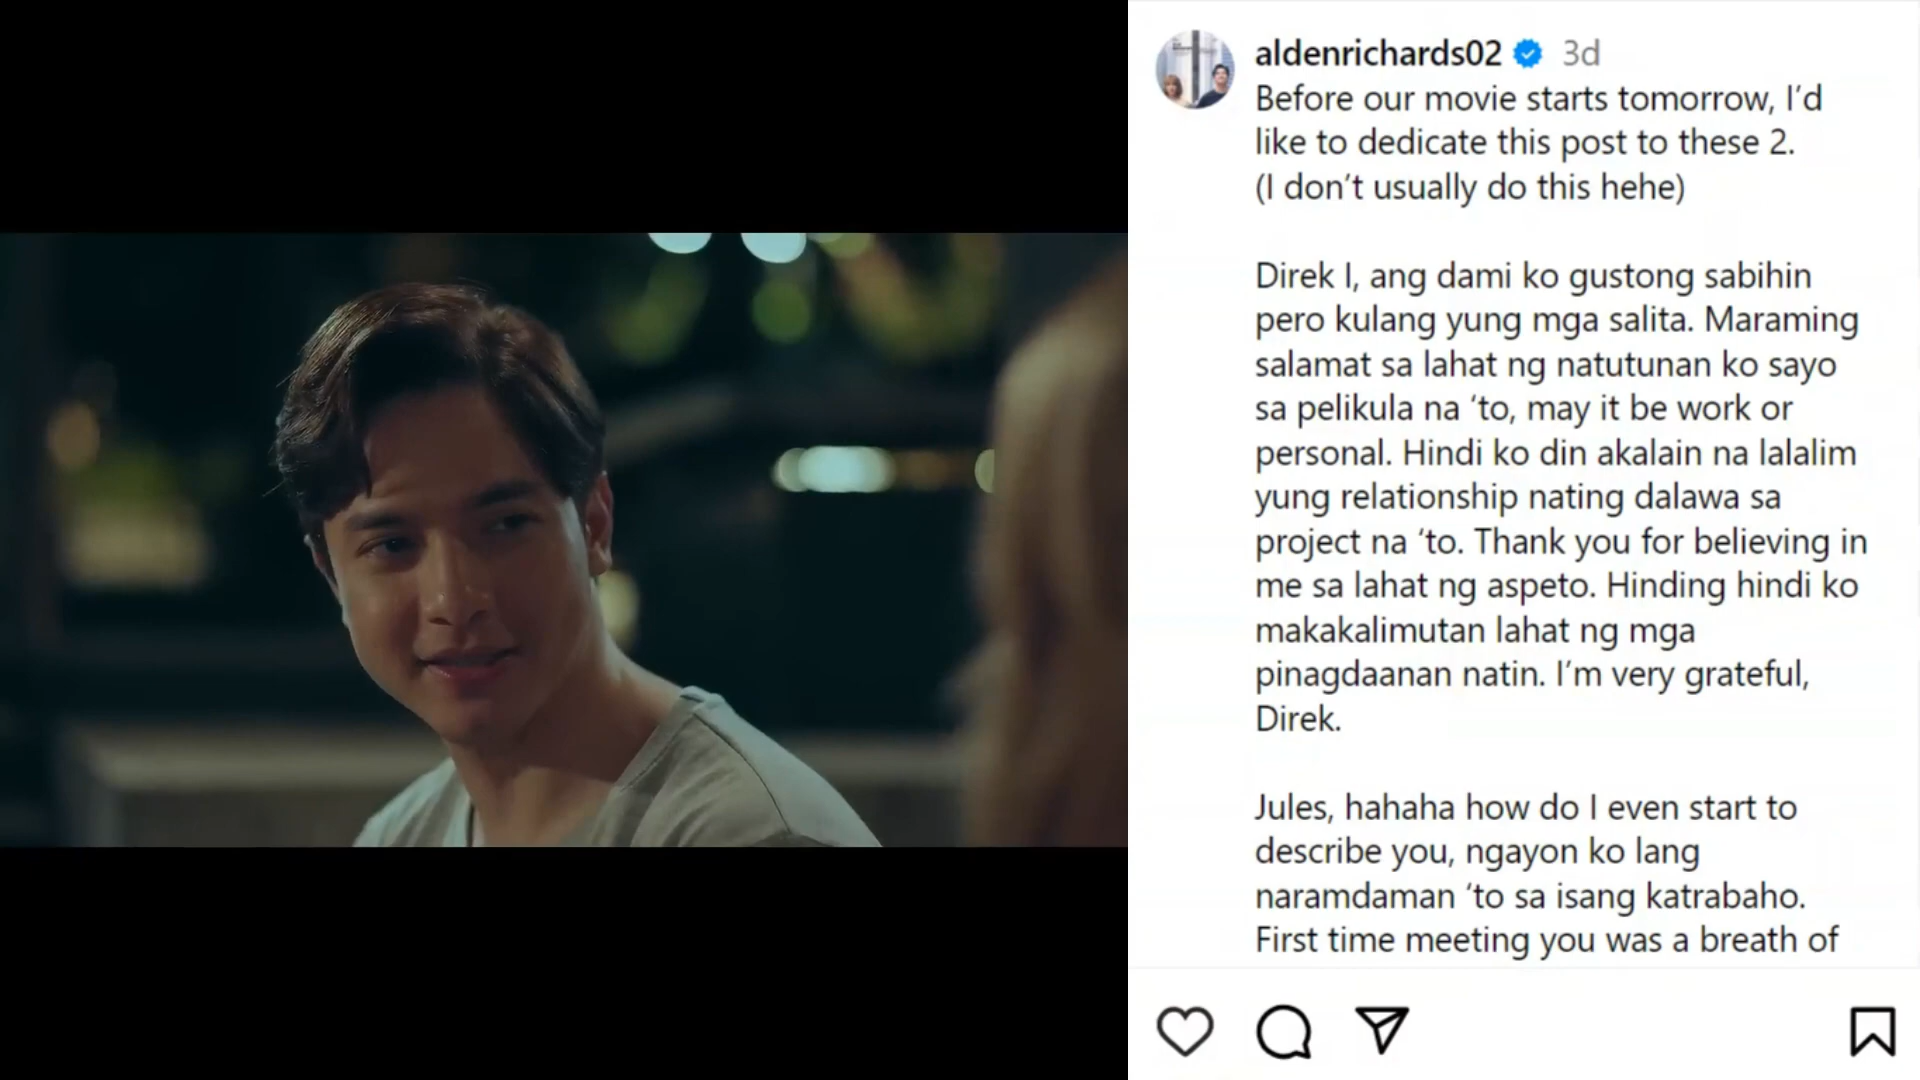 aldenrichards02 3d
Before our movie starts tomorrow, I’d
like to dedicate this post to these 2.
(I don’t usually do this hehe)
Direk I, ang dami ko gustong sabihin
pero kulang yung mga salita. Maraming
salamat sa lahat ng natutunan ko sayo
sa pelikula na ‘to, may it be work or
personal. Hindi ko din akalain na lalalim
yung relationship nating dalawa sa
project na ‘to. Thank you for believing in
me sa lahat ng aspeto. Hinding hindi ko
makakalimutan lahat ng mga
pinagdaanan natin. I’m very grateful,
Direk.
Jules, hahaha how do I even start to
describe you, ngayon ko lang
naramdaman ‘to sa isang katrabaho.
First time meeting you was a breath of